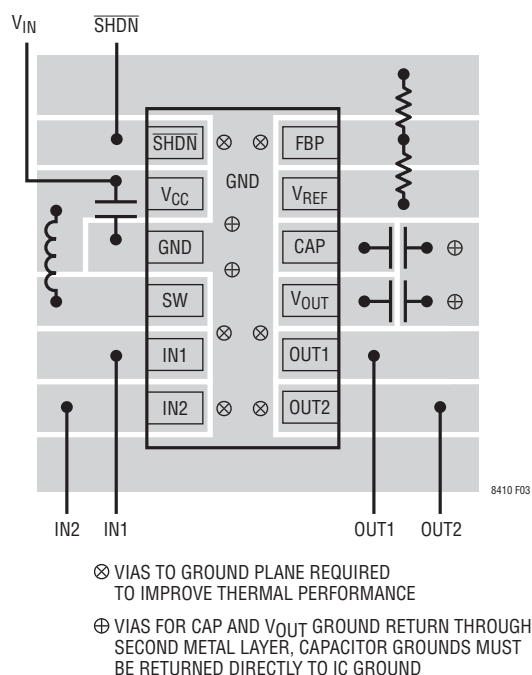 VIN SHDN
SHDN FBP
GND
VCC VREF
GND CAP
SW VOUT
IN1 OUT1
IN2 OUT2
8410 F03
IN2 IN1 OUT1 OUT2
⊗ VIAS TO GROUND PLANE REQUIRED
TO IMPROVE THERMAL PERFORMANCE
⊕ VIAS FOR CAP AND VOUT GROUND RETURN THROUGH
SECOND METAL LAYER, CAPACITOR GROUNDS MUST
BE RETURNED DIRECTLY TO IC GROUND